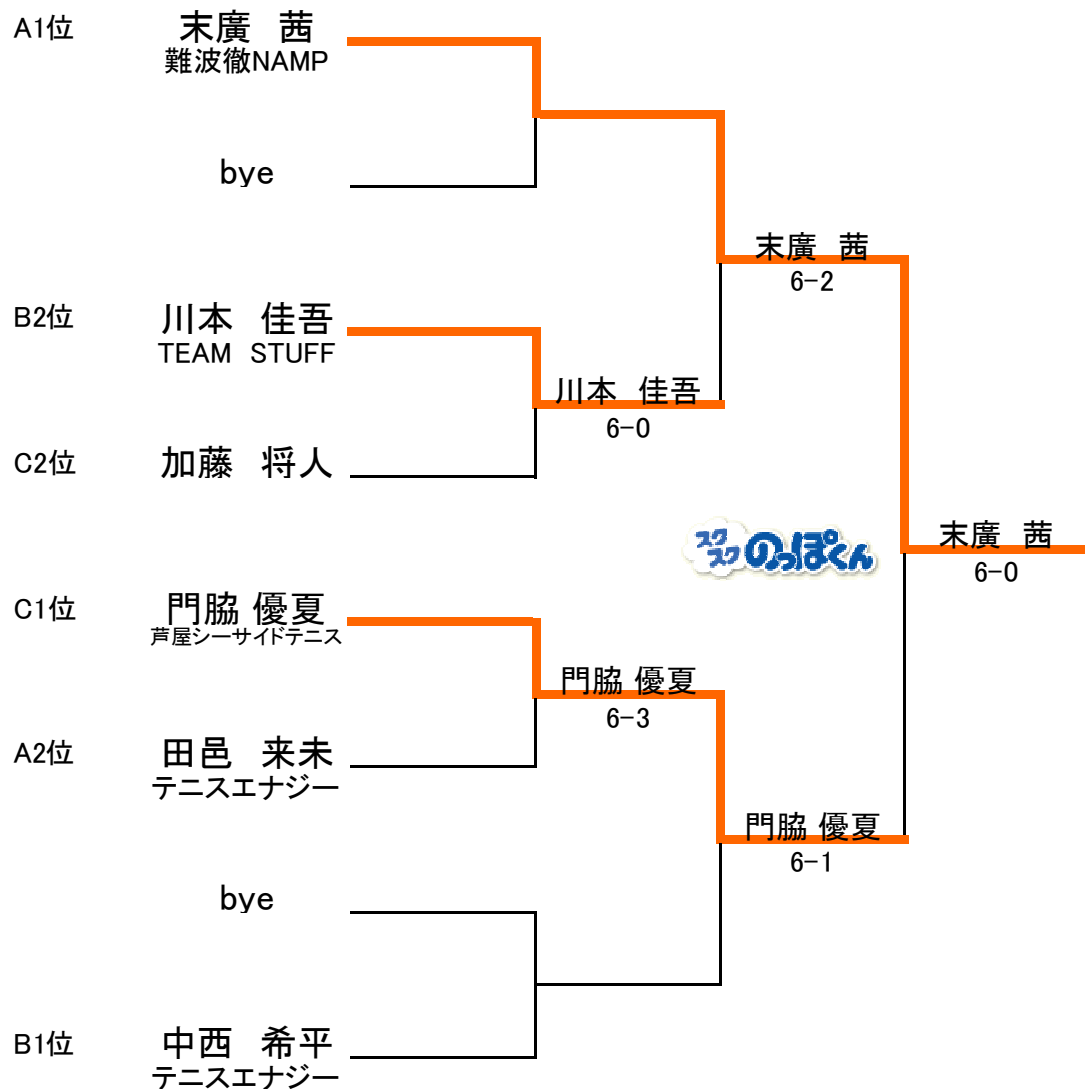 A1位
末廣 茜
難波徹NAMP
bye
末廣 茜
6-2
B2位
川本 佳吾
TEAM STUFF
川本 佳吾
6-0
C2位
加藤 将人
スクスクのっぽくん
末廣 茜
6-0
C1位
門脇 優夏
芦屋シーサイドテニス
門脇 優夏
6-3
A2位
田邑 来未
テニスエナジー
門脇 優夏
6-1
bye
B1位
中西 希平
テニスエナジー